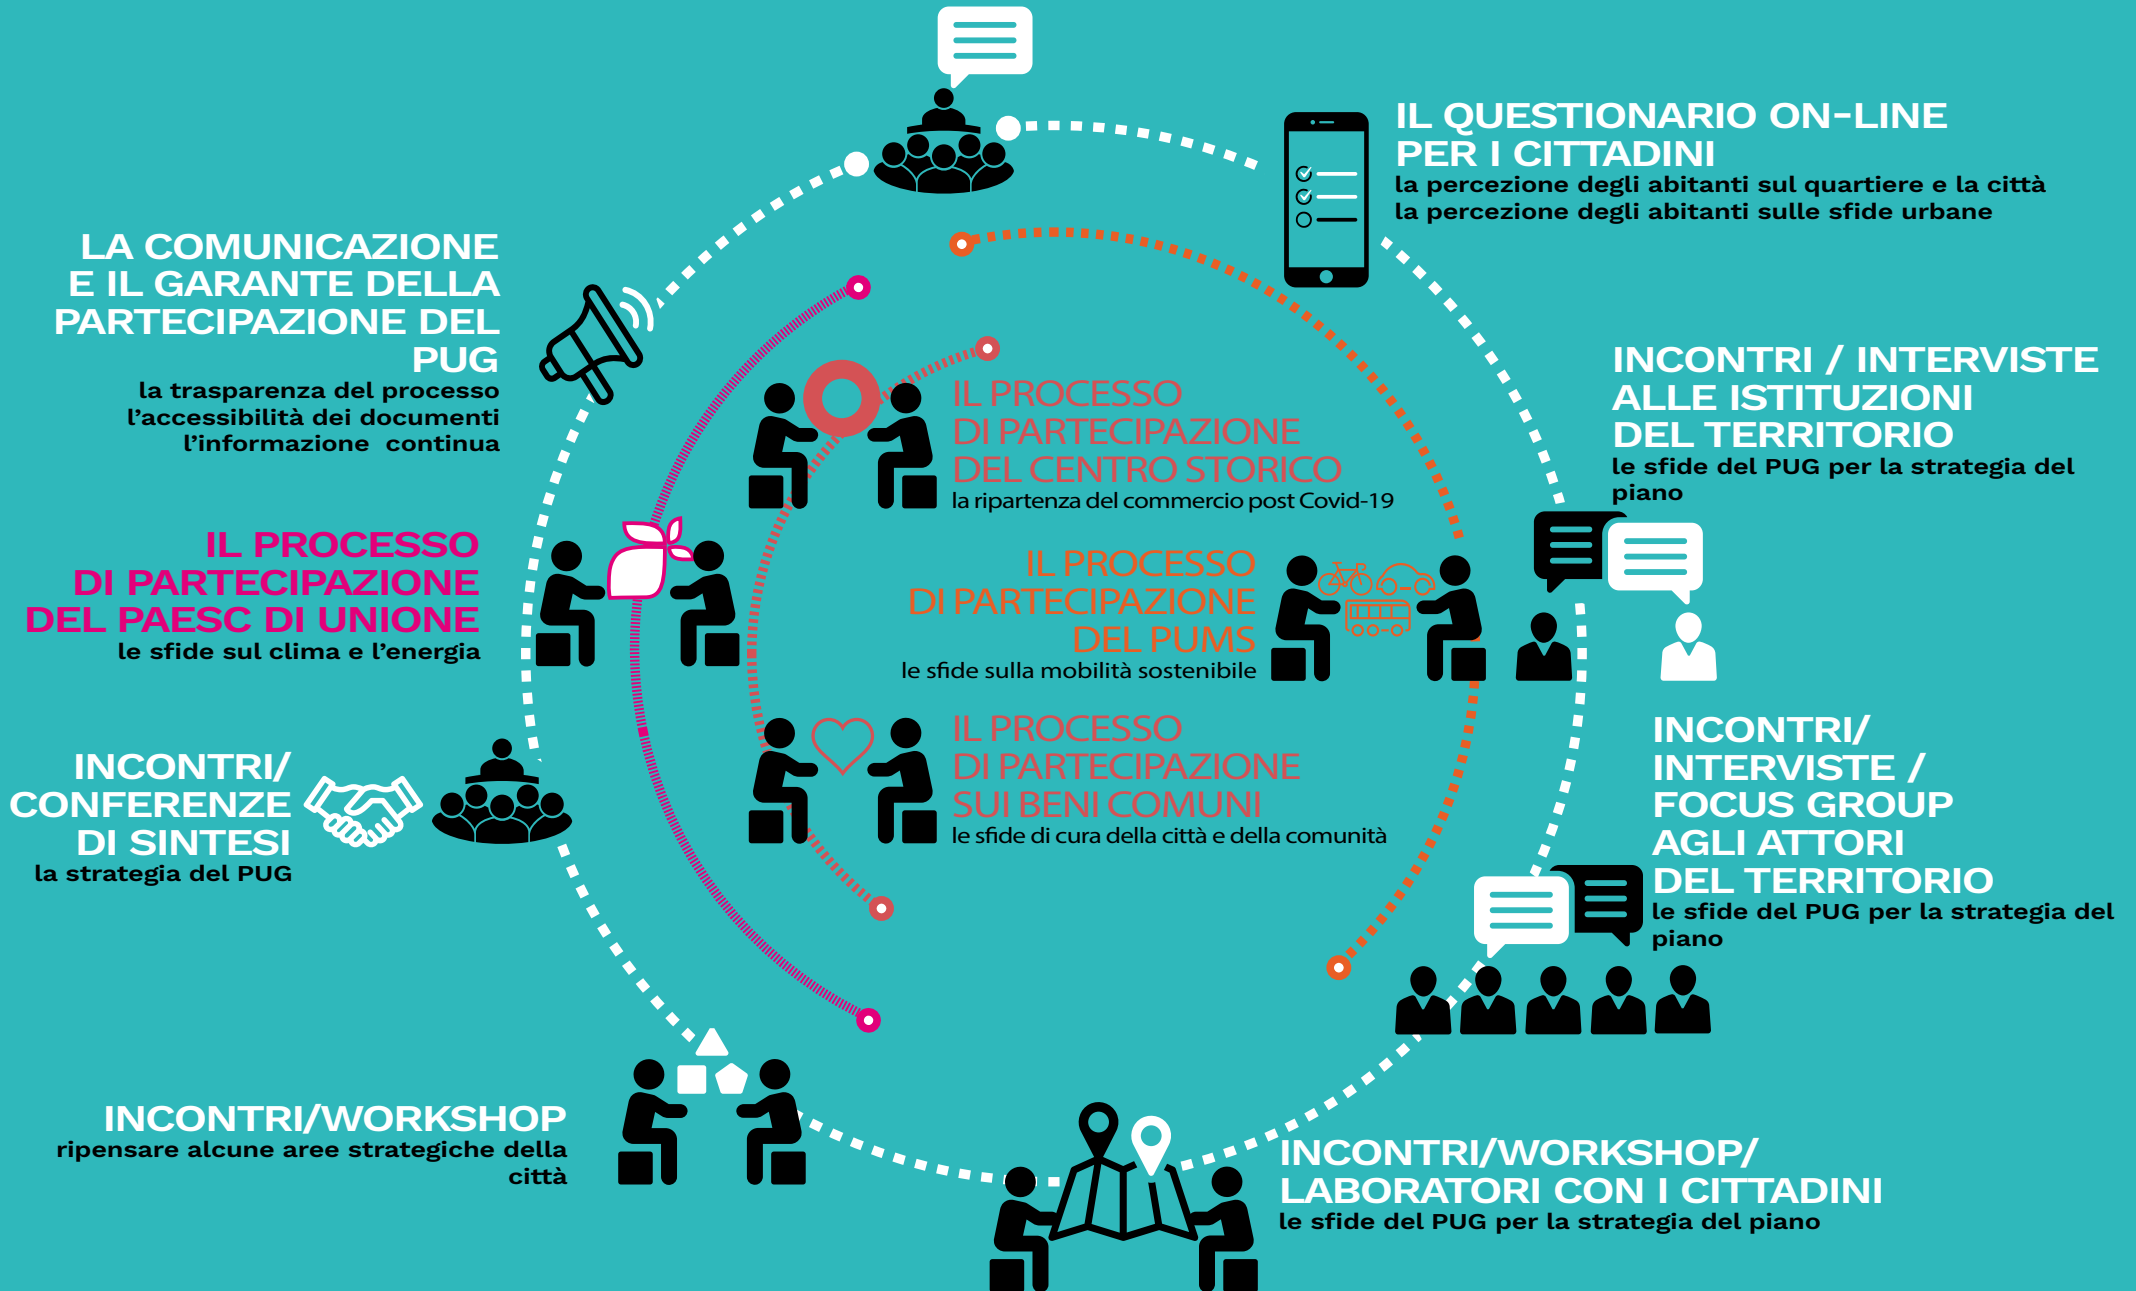 IL QUESTIONARIO ON-LINE
PER I CITTADINI
la percezione degli abitanti sul quartiere e la città
la percezione degli abitanti sulle sfide urbane
LA COMUNICAZIONE
E IL GARANTE DELLA
PARTECIPAZIONE DEL
PUG
la trasparenza del processo
l'accessibilità dei documenti
l'informazione continua
INCONTRI / INTERVISTE
ALLE ISTITUZIONI
DEL TERRITORIO
le sfide del PUG per la strategia del
piano
IL PROCESSO
DI PARTECIPAZIONE
DEL CENTRO STORICO
la ripartenza del commercio post Covid-19
IL PROCESSO
DI PARTECIPAZIONE
DEL PAESC DI UNIONE
le sfide sul clima e l'energia
IL PROCESSO
DI PARTECIPAZIONE
DEL PUMS
le sfide sulla mobilità sostenibile
IL PROCESSO
DI PARTECIPAZIONE
SUI BENI COMUNI
le sfide di cura della città e della comunità
INCONTRI/
INTERVISTE /
FOCUS GROUP
AGLI ATTORI
DEL TERRITORIO
le sfide del PUG per la strategia del
piano
INCONTRI/
CONFERENZE
DI SINTESI
la strategia del PUG
INCONTRI/WORKSHOP
ripensare alcune aree strategiche della
città
INCONTRI/WORKSHOP/
LABORATORI CON I CITTADINI
le sfide del PUG per la strategia del piano